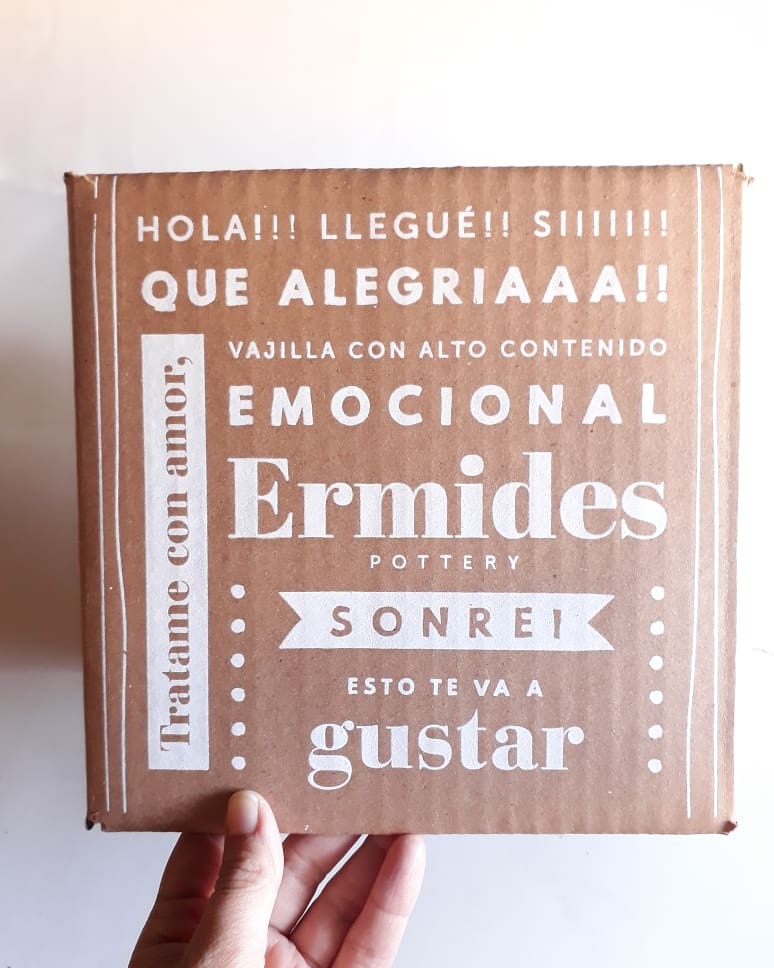 HOLA!!! LLEGUÉ!! SIIIIII!!
QUE ALEGRIAAA!!
Tratame con amor,
VAJILLA CON ALTO CONTENIDO
EMOCIONAL
Ermides
POTTERY
SONREI
ESTO TE VA A
gustar